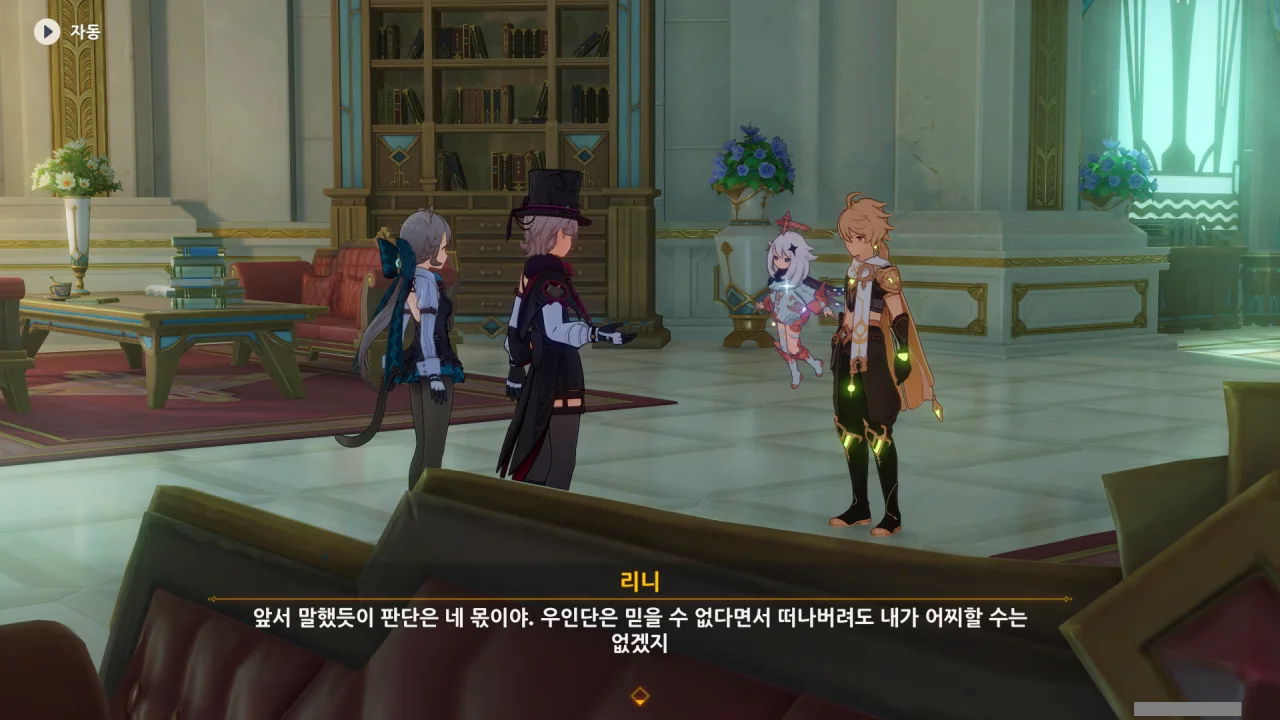 자동
리니
앞서 말했듯이 판단은 네 몫이야. 우인단은 믿을 수 없다면서 떠나버려도 내가 어찌할 수는
없겠지